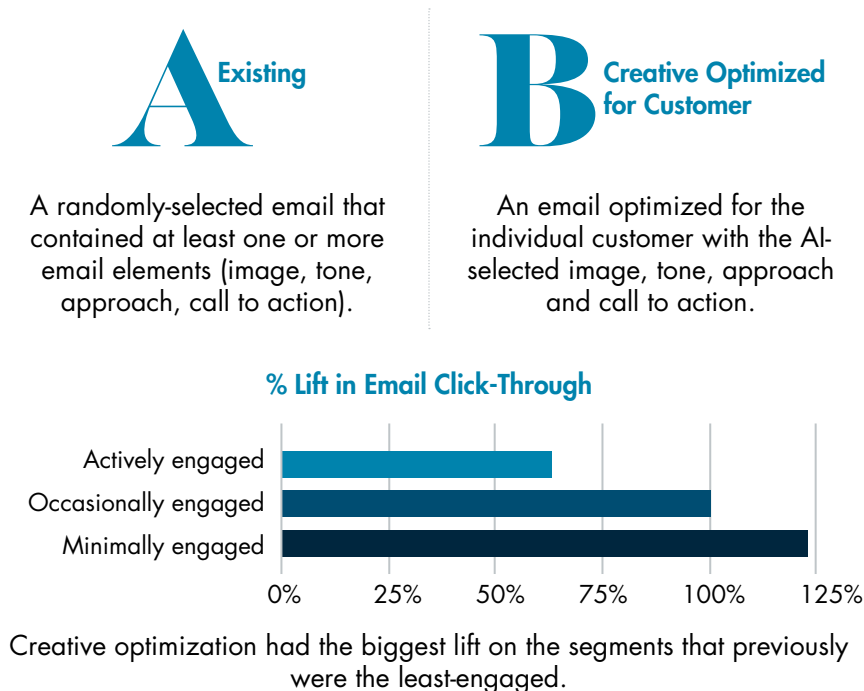 A Existing
A randomly-selected email that
contained at least one or more
email elements (image, tone,
approach, call to action).
B Creative Optimized
for Customer
An email optimized for the
individual customer with the AI-
selected image, tone, approach
and call to action.
% Lift in Email Click-Through
Actively engaged
Occasionally engaged
Minimally engaged
0% 25% 50% 75% 100% 125%
Creative optimization had the biggest lift on the segments that previously
were the least-engaged.